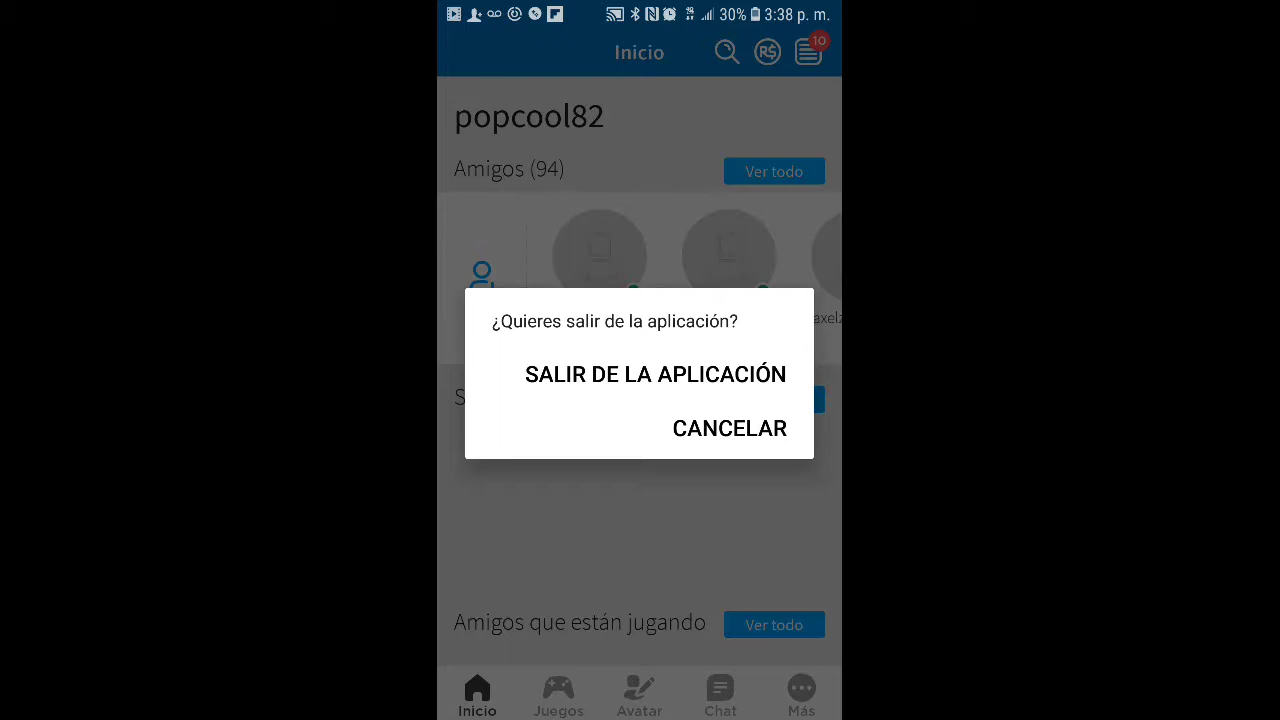 30% 3:38 p. m.
Inicio
R$
10
popcool82
Amigos (94)
Ver todo
axelz
¿Quieres salir de la aplicación?
SALIR DE LA APLICACIÓN
CANCELAR
S
Amigos que están jugando
Ver todo
Inicio
Juegos
Avatar
Chat
Más